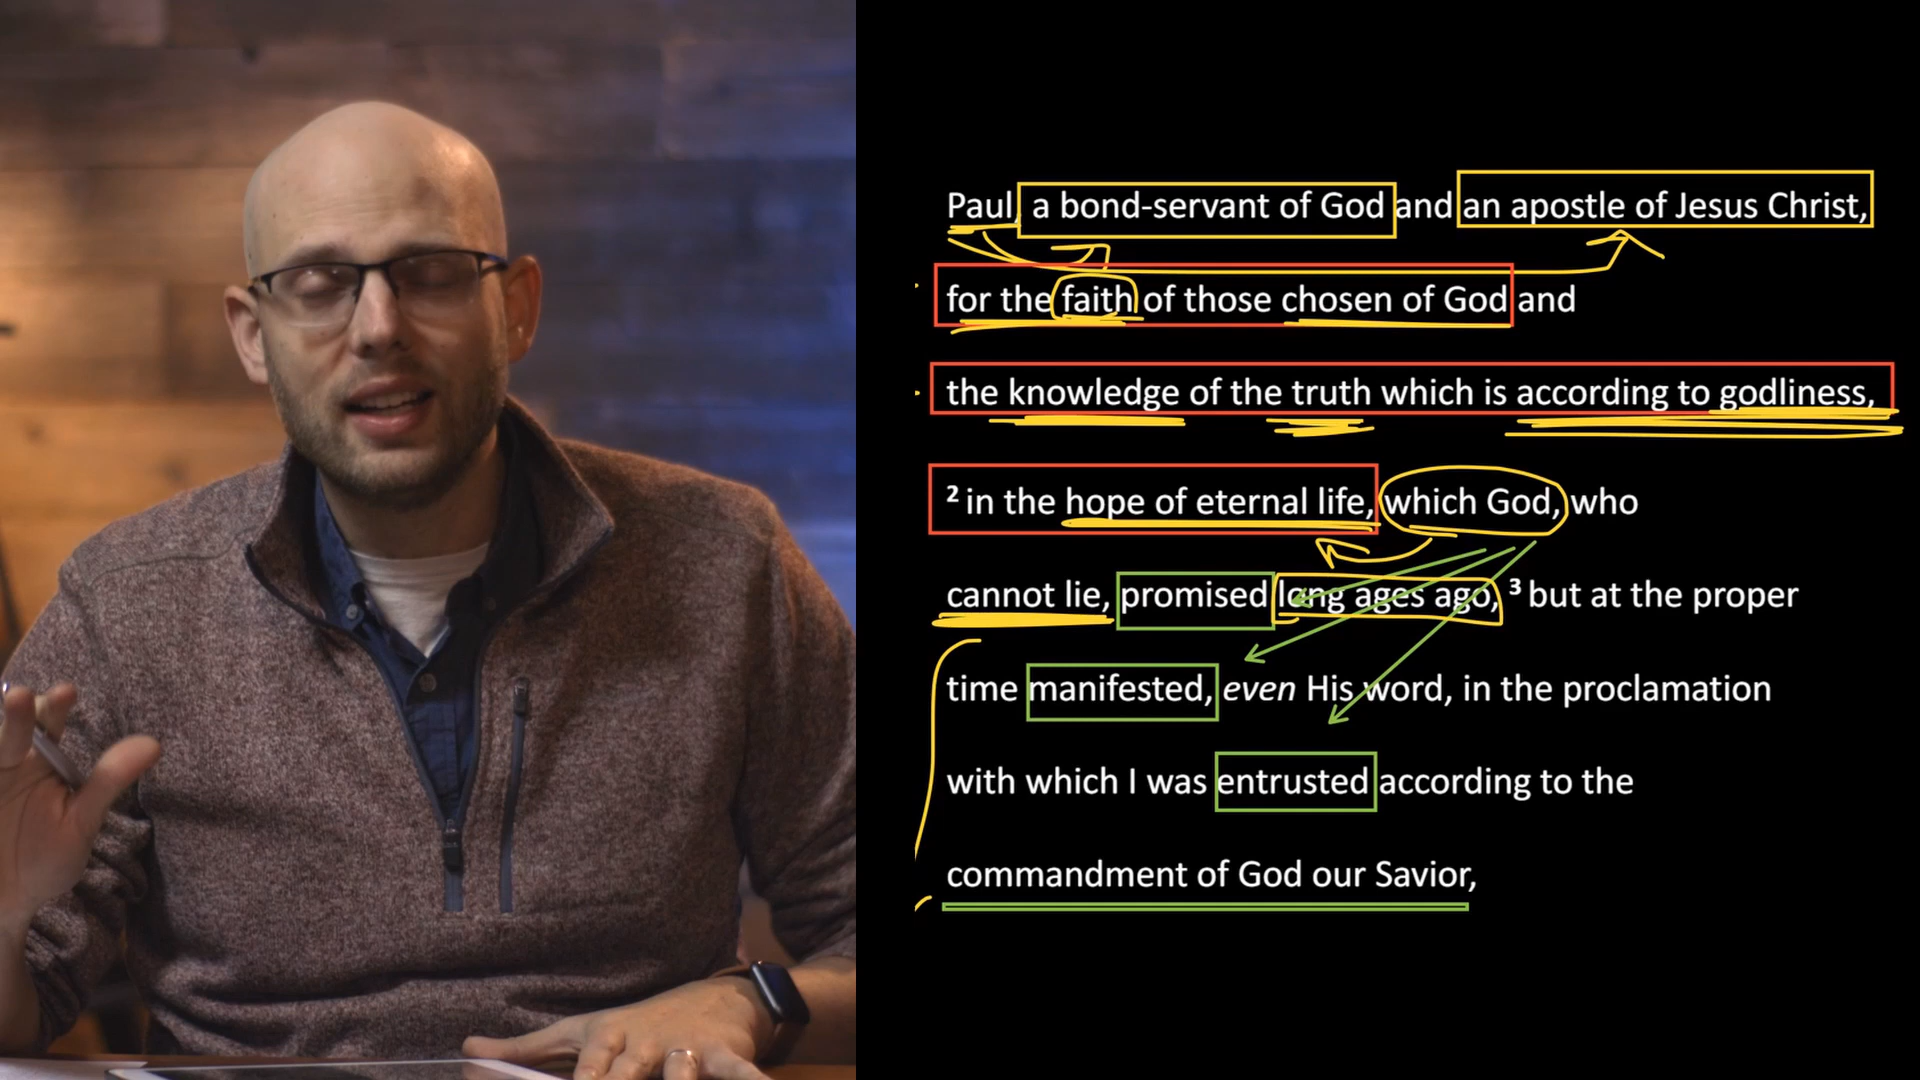 Paul, a bond-servant of God and an apostle of Jesus Christ,
for the faith of those chosen of God and
the knowledge of the truth which is according to godliness,
² in the hope of eternal life, which God, who
cannot lie, promised long ages ago, ³ but at the proper
time manifested, even His word, in the proclamation
with which I was entrusted according to the
commandment of God our Savior,